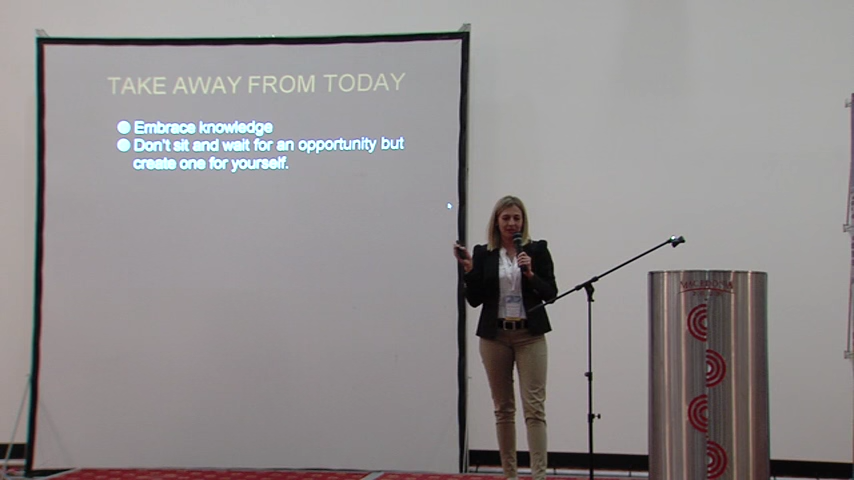 TAKE AWAY FROM TODAY
Embrace knowledge
Don't sit and wait for an opportunity but
create one for yourself.